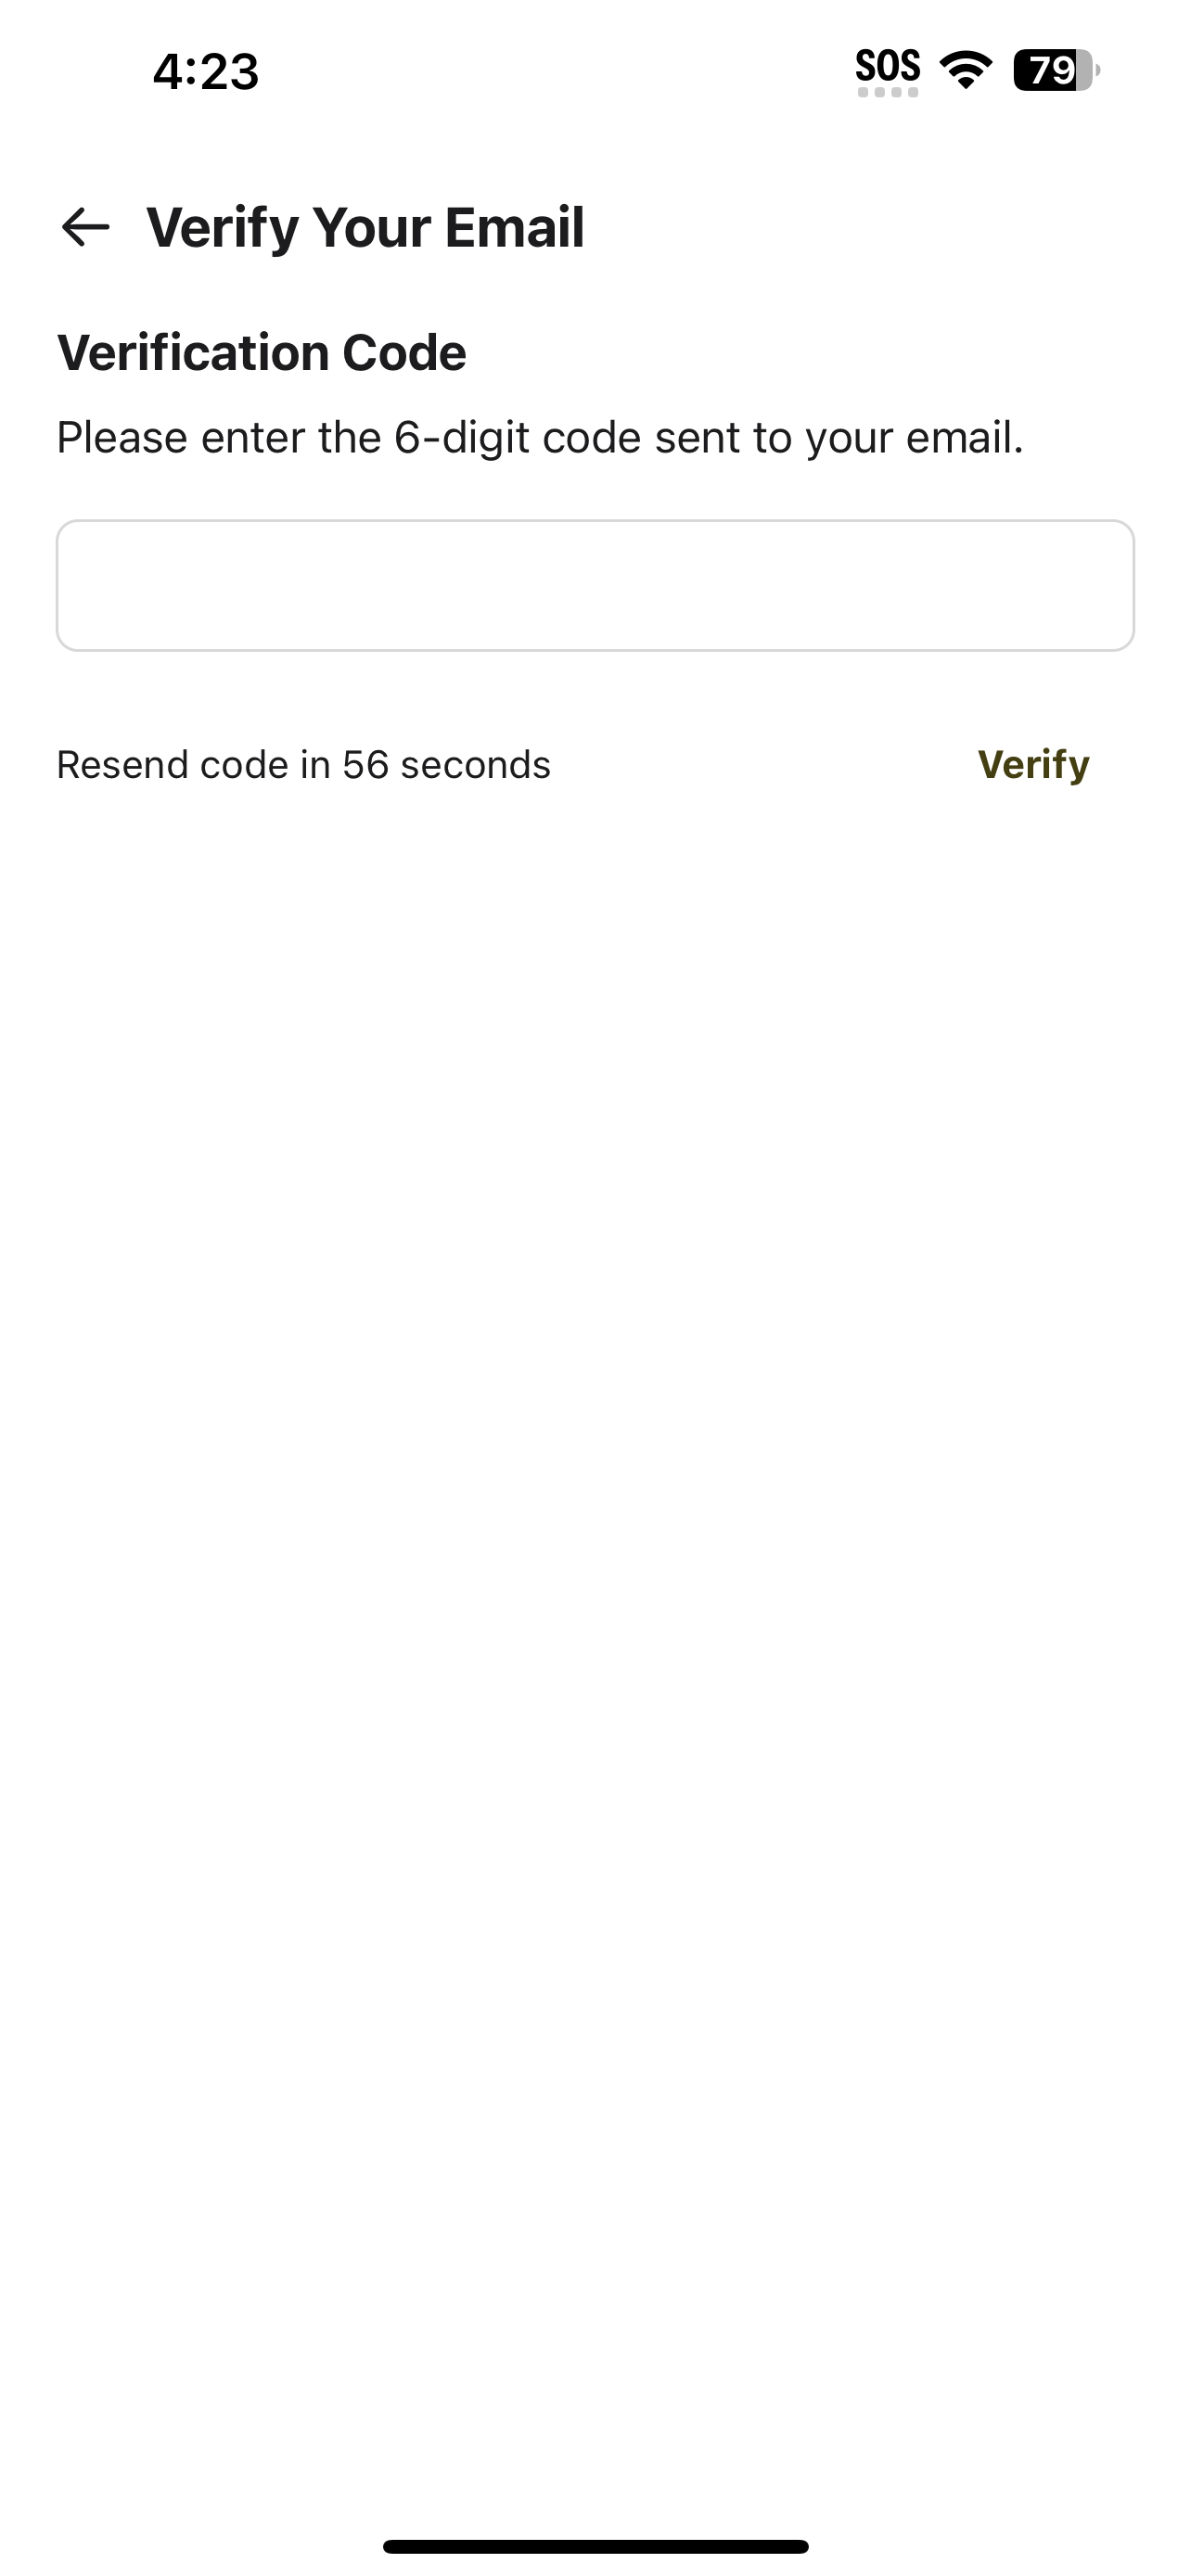 4:23
SOS
79
Verify Your Email
Verification Code
Please enter the 6-digit code sent to your email.
Resend code in 56 seconds
Verify